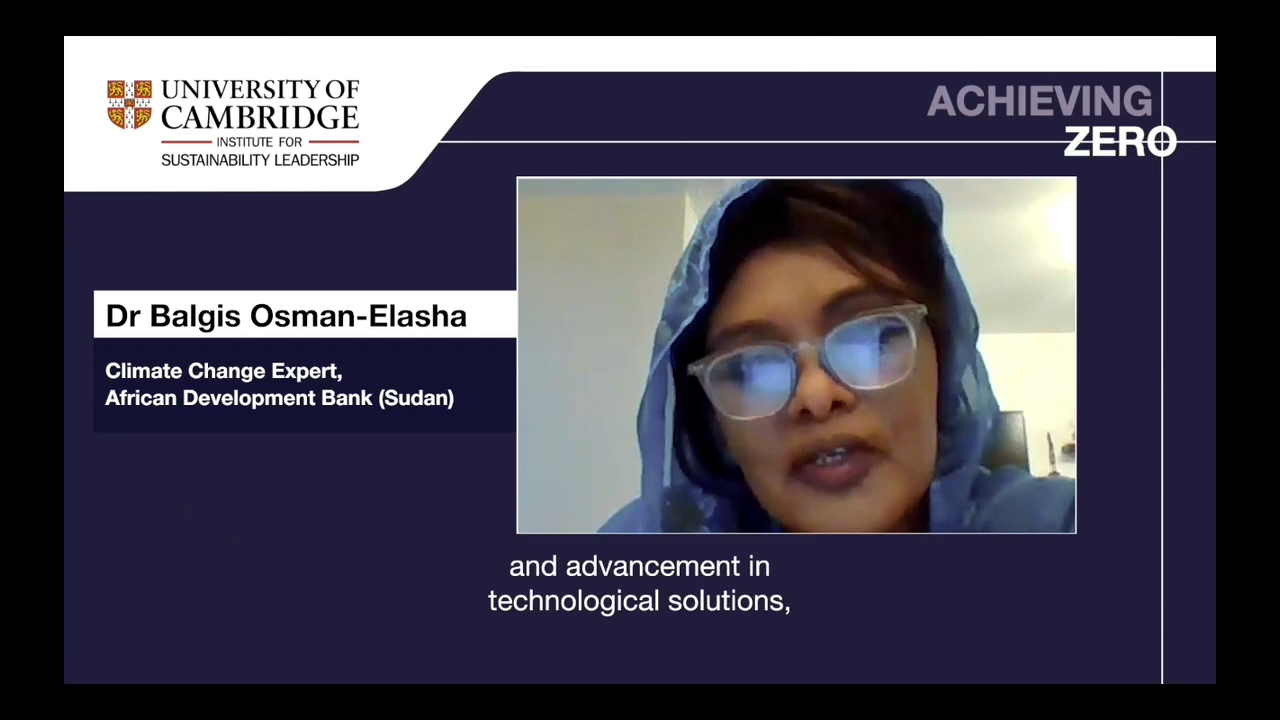 UNIVERSITY OF
CAMBRIDGE
INSTITUTE FOR
SUSTAINABILITY LEADERSHIP
ACHIEVING
ZERO
Dr Balgis Osman-Elasha
Climate Change Expert,
African Development Bank (Sudan)
and advancement in
technological solutions,